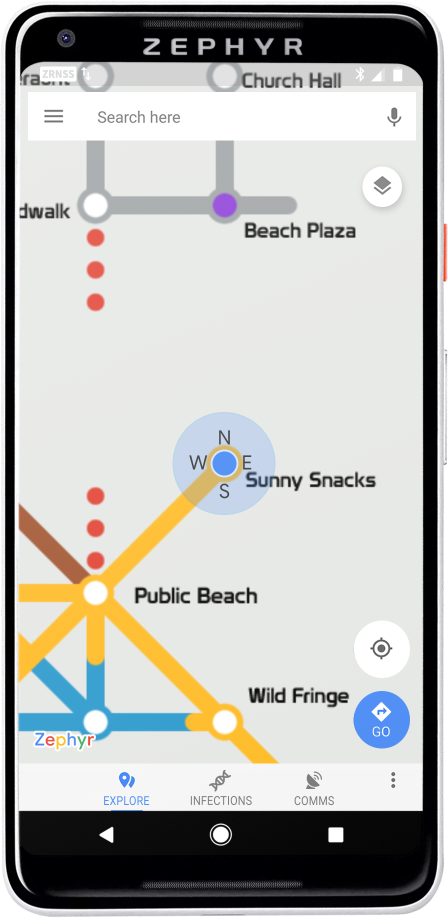 ZEPHYR
ZRNSS
Church Hall
Search here
dwalk
Beach Plaza
N
W E
S
Sunny Snacks
Public Beach
Wild Fringe
Zephyr
GO
EXPLORE INFECTIONS COMMS